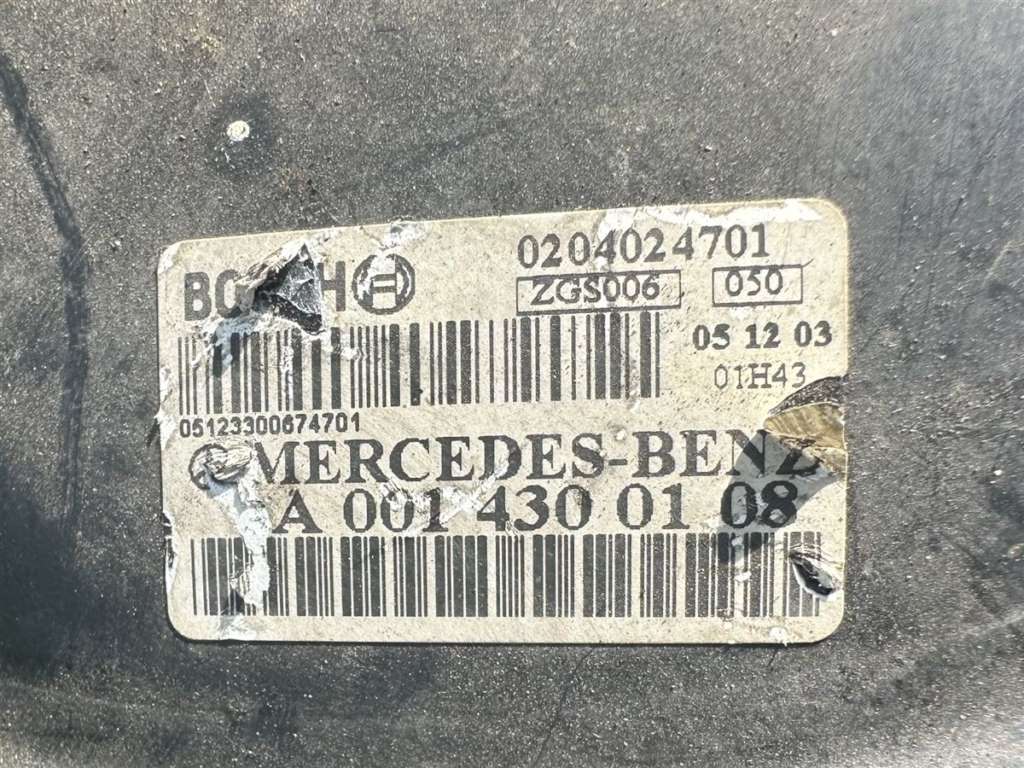 0204024701
ZGS006 050
05 12 03
01H43
05123300674701
MERCEDES-BENZ
A 001 430 01 08